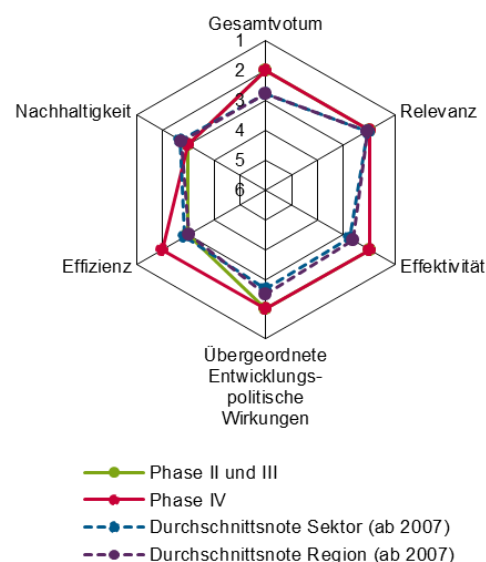 Gesamtvotum
1
2
3
4
5
6
Nachhaltigkeit
Relevanz
Effizienz
Effektivität
Übergeordnete
Entwicklungs-
politische
Wirkungen
Phase II und III
Phase IV
Durchschnittsnote Sektor (ab 2007)
Durchschnittsnote Region (ab 2007)